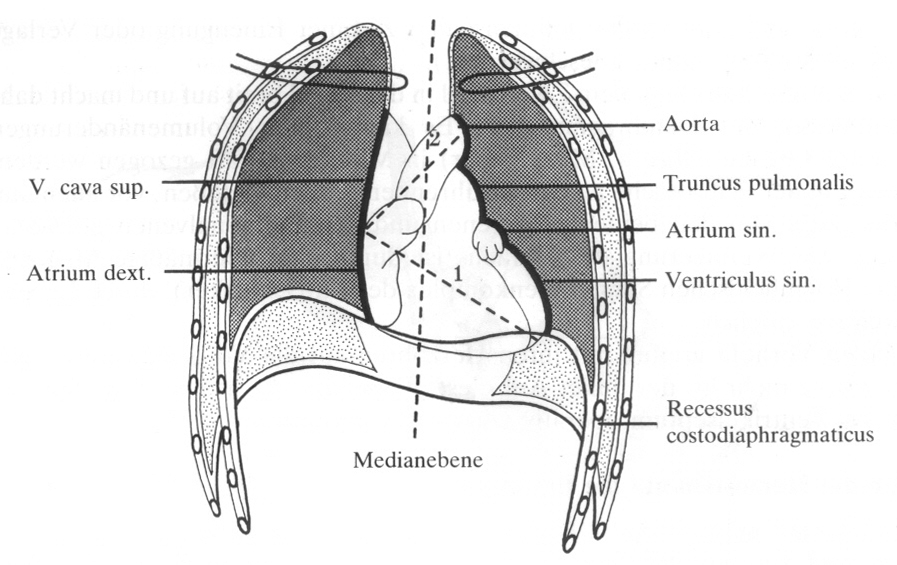 Aorta
V. cava sup.
Truncus pulmonalis
Atrium sin.
Atrium dext.
Ventriculus sin.
2
1
Recessus
costodiaphragmaticus
Medianebene